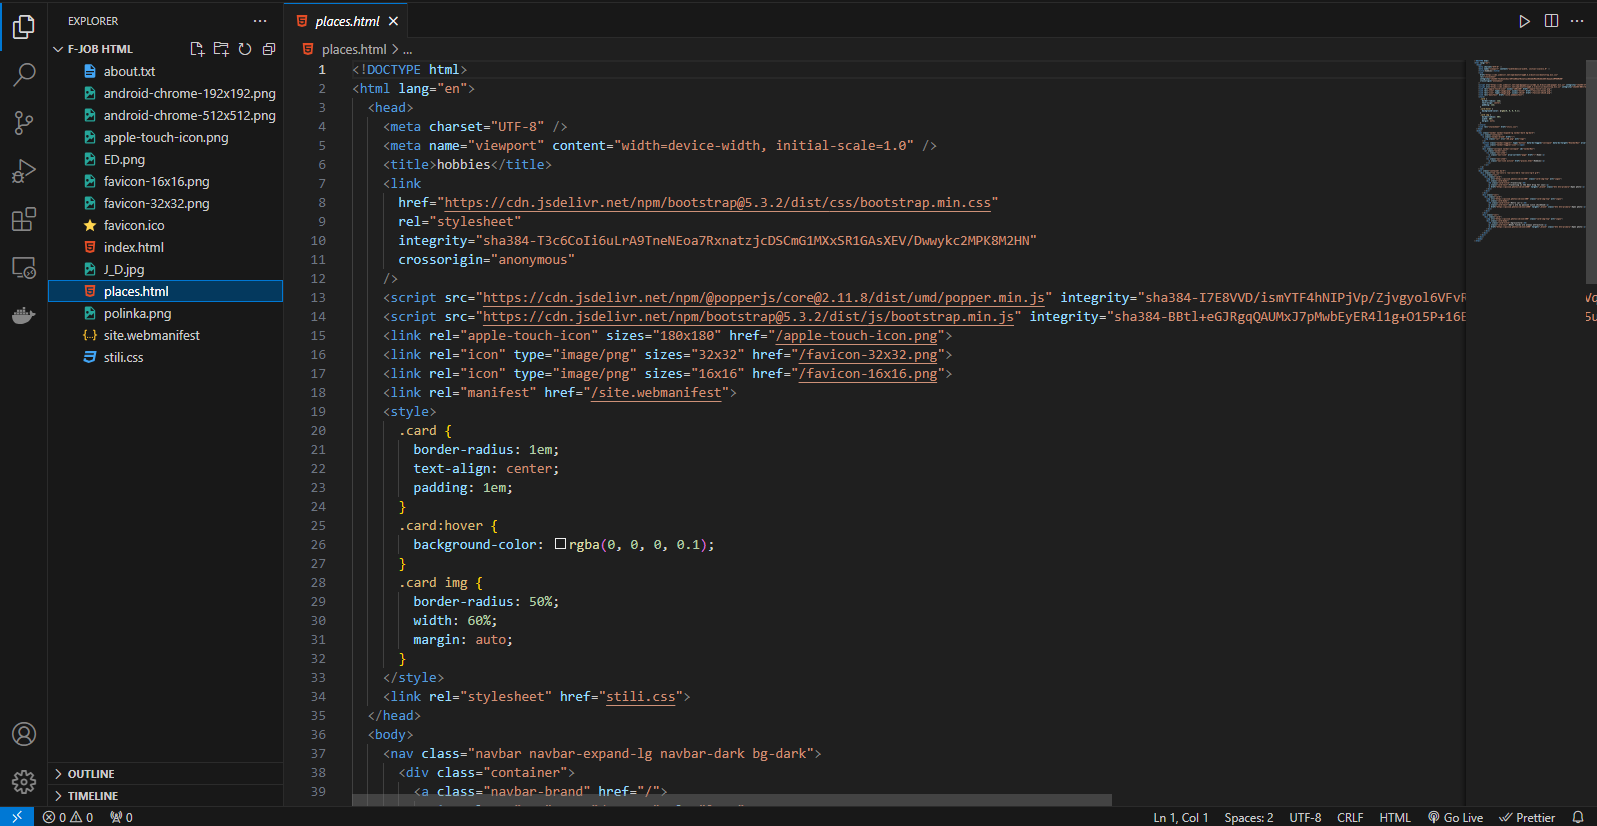 EXPLORER
F-JOB HTML
about.txt
android-chrome-192x192.png
android-chrome-512x512.png
apple-touch-icon.png
ED.png
favicon-16x16.png
favicon-32x32.png
favicon.ico
index.html
J_D.jpg
places.html
polinka.png
site.webmanifest
stili.css
OUTLINE
TIMELINE
places.html
places.html > ...
1 <!DOCTYPE html>
2 <html lang="en">
3 <head>
4 <meta charset="UTF-8" />
5 <meta name="viewport" content="width=device-width, initial-scale=1.0" />
6 <title>hobbies</title>
7 <link
8 href="https://cdn.jsdelivr.net/npm/bootstrap@5.3.2/dist/css/bootstrap.min.css"
9 rel="stylesheet"
10 integrity="sha384-T3c6CoIi6uLrA9TneNEoa7RxnatzjcDSCmG1MXxSR1GAsXEV/Dwwykc2MPK8M2HN"
11 crossorigin="anonymous"
12 />
13 <script src="https://cdn.jsdelivr.net/npm/@popperjs/core@2.11.8/dist/umd/popper.min.js" integrity="sha384-I7E8VVD/ismYTF4hNIPjVp/Zjvgyol6VFvR
14 <script src="https://cdn.jsdelivr.net/npm/bootstrap@5.3.2/dist/js/bootstrap.min.js" integrity="sha384-BBtl+eGJRgqQAUMxJ7pMwbEyER4l1g+O15P+16E
15 <link rel="apple-touch-icon" sizes="180x180" href="/apple-touch-icon.png">
16 <link rel="icon" type="image/png" sizes="32x32" href="/favicon-32x32.png">
17 <link rel="icon" type="image/png" sizes="16x16" href="/favicon-16x16.png">
18 <link rel="manifest" href="/site.webmanifest">
19 <style>
20 .card {
21 border-radius: 1em;
22 text-align: center;
23 padding: 1em;
24 }
25 .card:hover {
26 background-color: rgba(0, 0, 0, 0.1);
27 }
28 .card img {
29 border-radius: 50%;
30 width: 60%;
31 margin: auto;
32 }
33 </style>
34 <link rel="stylesheet" href="stili.css">
35 </head>
36 <body>
37 <nav class="navbar navbar-expand-lg navbar-dark bg-dark">
38 <div class="container">
39 <a class="navbar-brand" href="/">
0 0 0 Ln 1, Col 1 Spaces: 2 UTF-8 CRLF HTML Go Live Prettier